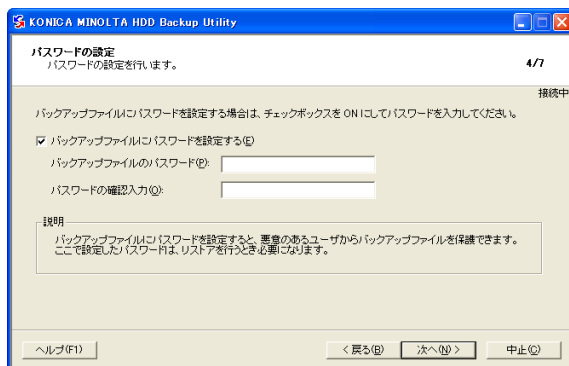 KONICA MINOLTA HDD Backup Utility
パスワードの設定
パスワードの設定を行います。
4/7
接続中
バックアップファイルにパスワードを設定する場合は、チェックボックスを ON にしてパスワードを入力してください。
バックアップファイルにパスワードを設定する(E)
バックアップファイルのパスワード(P):
パスワードの確認入力(O):
説明
バックアップファイルにパスワードを設定すると、悪意のあるユーザからバックアップファイルを保護できます。
ここで設定したパスワードは、リストアを行うとき必要になります。
ヘルプ(F1)
< 戻る(B)
次へ(N) >
中止(C)